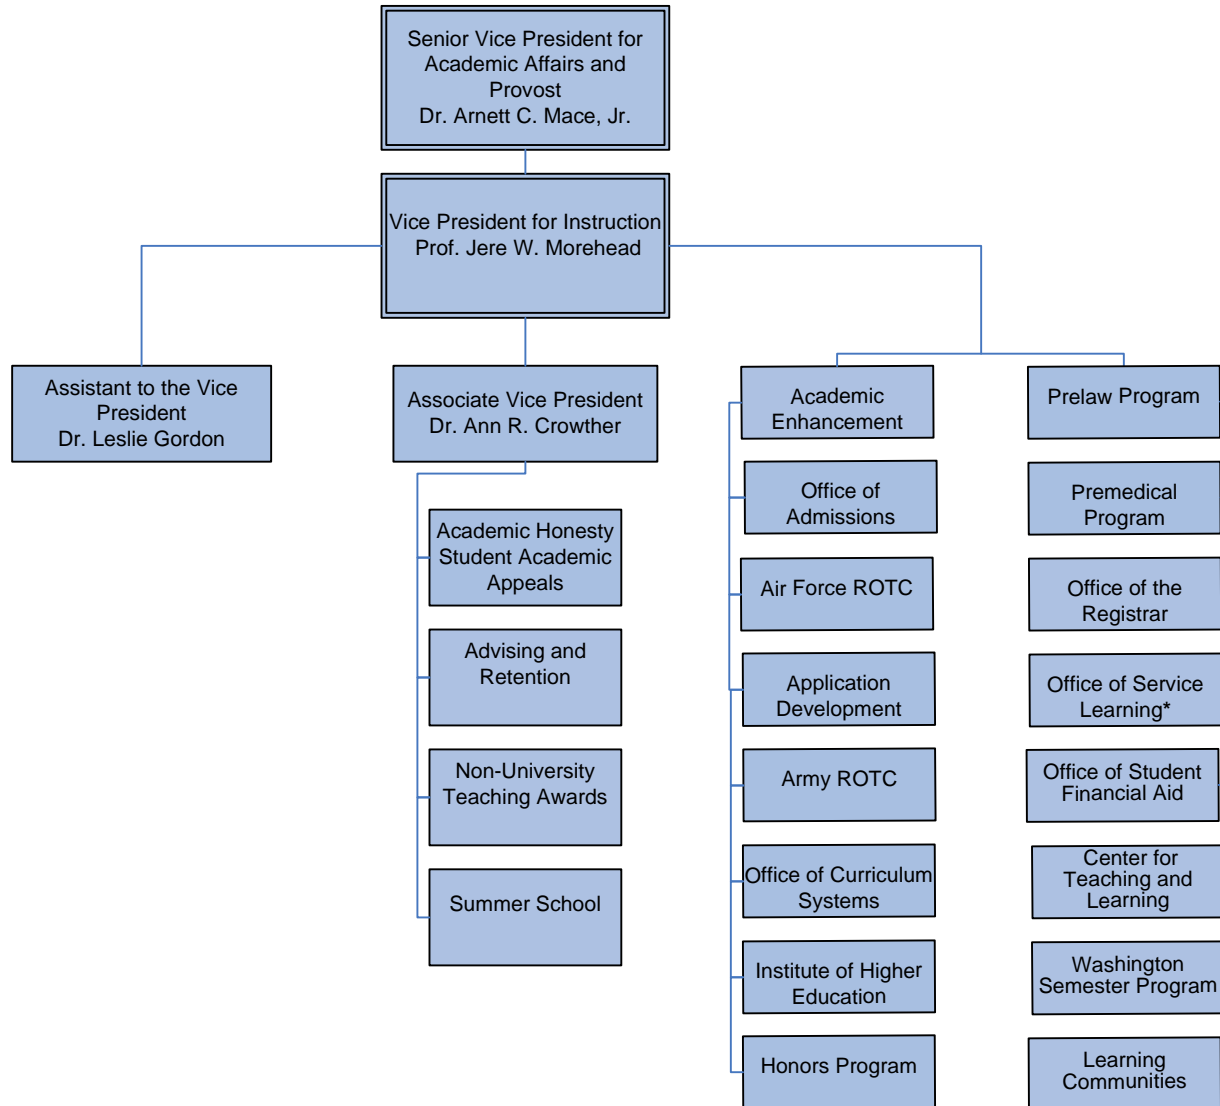 Senior Vice President for
Academic Affairs and
Provost
Dr. Arnett C. Mace, Jr.
Vice President for Instruction
Prof. Jere W. Morehead
Assistant to the Vice
President
Dr. Leslie Gordon
Associate Vice President
Dr. Ann R. Crowther
Academic Honesty
Student Academic
Appeals
Advising and
Retention
Non-University
Teaching Awards
Summer School
Academic
Enhancement
Office of
Admissions
Air Force ROTC
Application
Development
Army ROTC
Office of Curriculum
Systems
Institute of Higher
Education
Honors Program
Prelaw Program
Premedical
Program
Office of the
Registrar
Office of Service
Learning*
Office of Student
Financial Aid
Center for
Teaching and
Learning
Washington
Semester Program
Learning
Communities